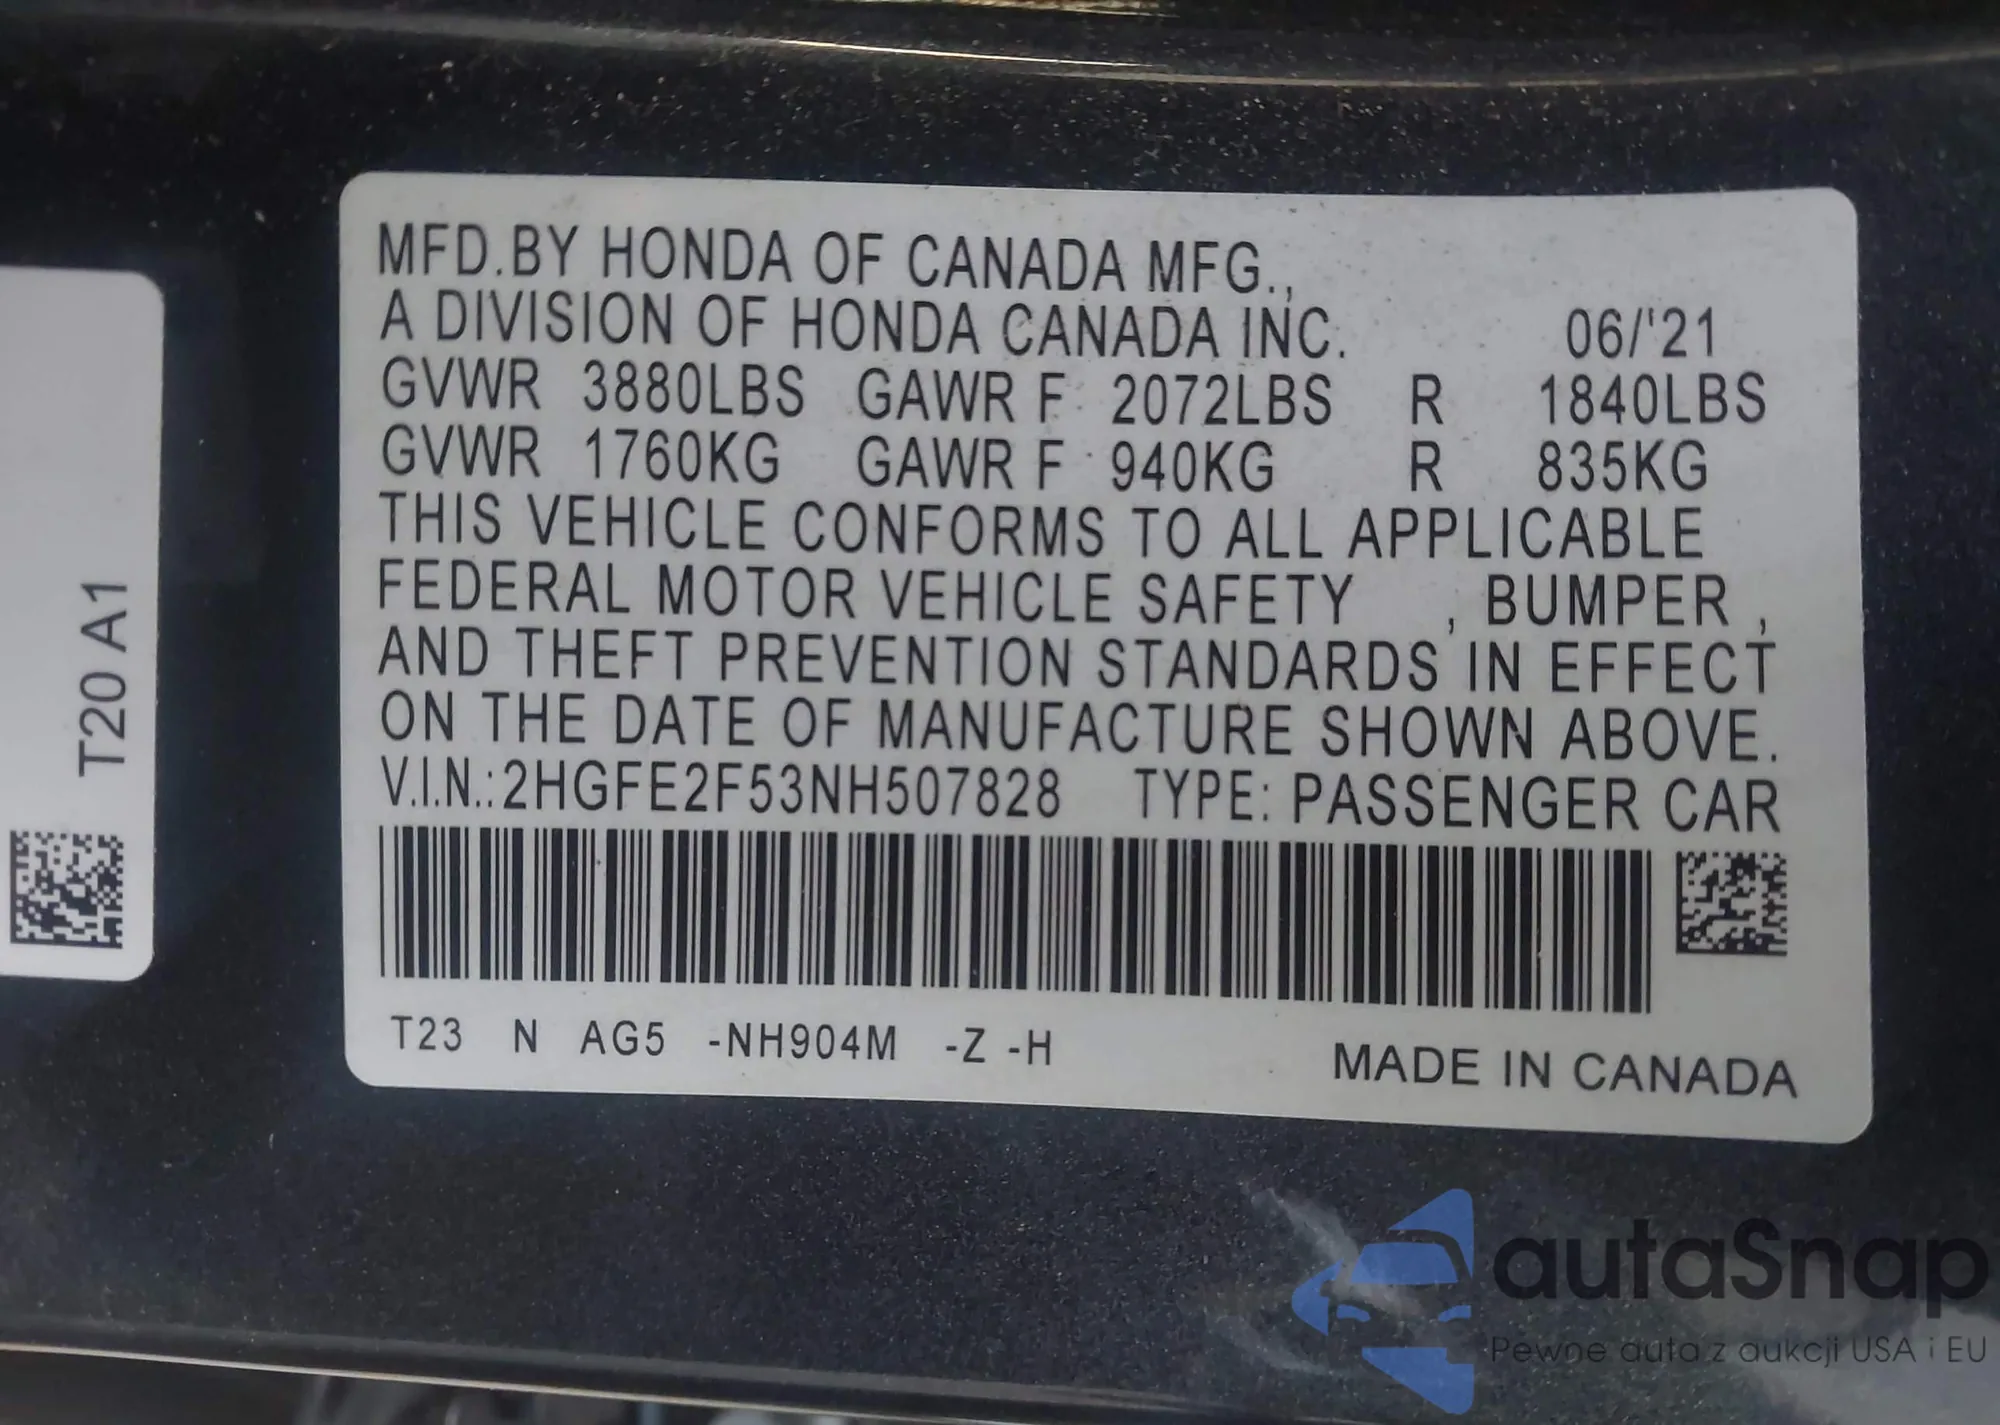 MFD.BY HONDA OF CANADA MFG.,
A DIVISION OF HONDA CANADA INC. 06/'21
GVWR 3880LBS GAWR F 2072LBS R 1840LBS
GVWR 1760KG GAWR F 940KG R 835KG
THIS VEHICLE CONFORMS TO ALL APPLICABLE
FEDERAL MOTOR VEHICLE SAFETY , BUMPER ,
AND THEFT PREVENTION STANDARDS IN EFFECT
ON THE DATE OF MANUFACTURE SHOWN ABOVE.
V.I.N.:2HGFE2F53NH507828 TYPE: PASSENGER CAR
T23 N AG5 -NH904M -Z -H
MADE IN CANADA
T20 A1
autaSnap
Pewne auta z aukcji USA i EU